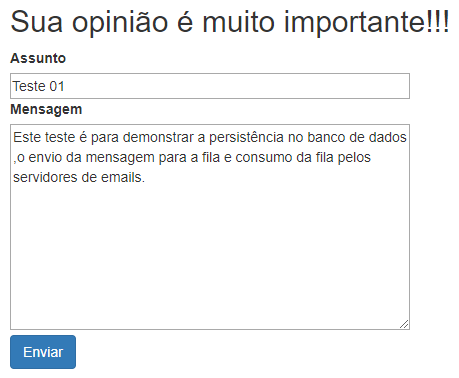 Sua opinião é muito importante!!!
Assunto
Teste 01
Mensagem
Este teste é para demonstrar a persistência no banco de dados
,o envio da mensagem para a fila e consumo da fila pelos
servidores de emails.
Enviar